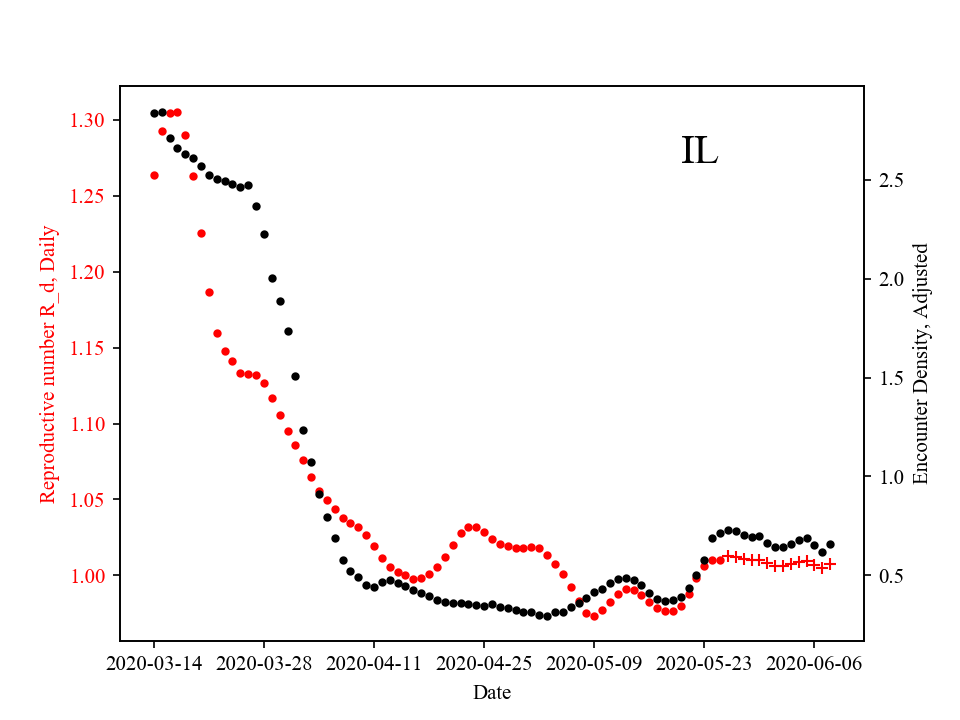 IL
1.30
1.25
1.20
1.15
1.10
1.05
1.00
Reproductive number R_d, Daily
2.5
2.0
1.5
1.0
0.5
Encounter Density, Adjusted
2020-03-14 2020-03-28 2020-04-11 2020-04-25 2020-05-09 2020-05-23 2020-06-06
Date